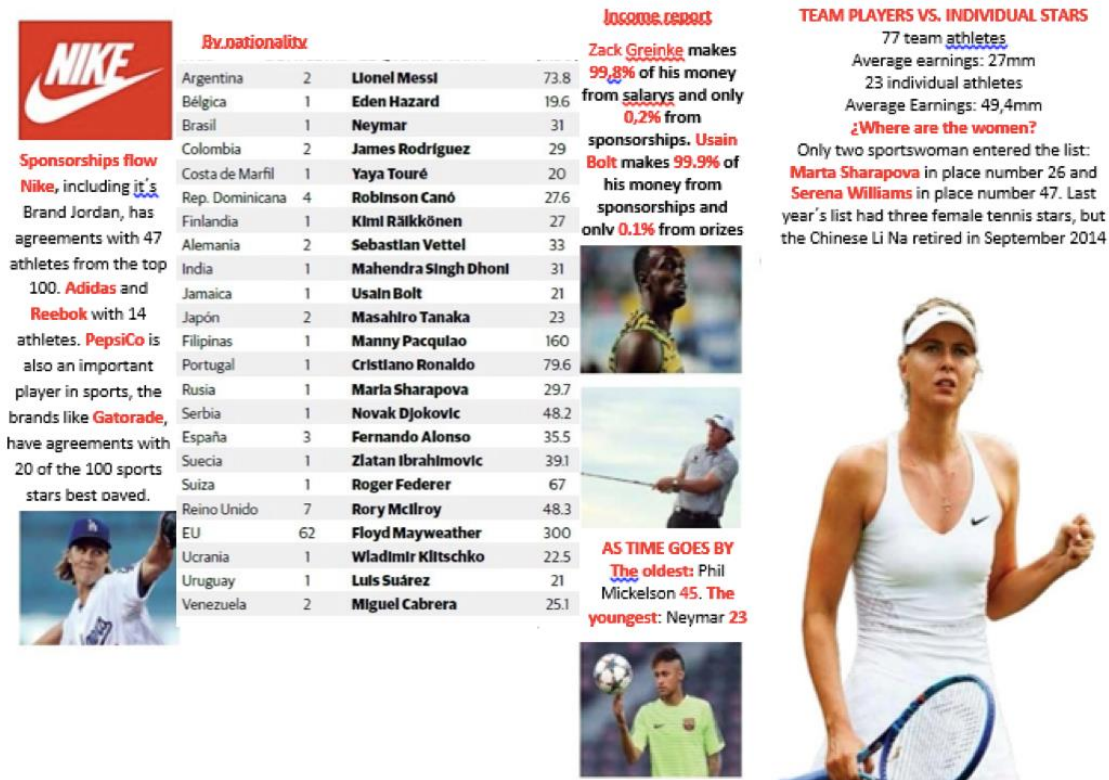 NIKE
Sponsorships flow
Nike, including it´s
Brand Jordan, has
agreements with 47
athletes from the top
100. Adidas and
Reebok with 14
athletes. PepsiCo is
also an important
player in sports, the
brands like Gatorade,
have agreements with
20 of the 100 sports
stars best payed.
By nationality
Argentina 2 Lionel Messi 73.8
Bélgica 1 Eden Hazard 19.6
Brasil 1 Neymar 31
Colombia 2 James Rodríguez 29
Costa de Marfil 1 Yaya Touré 20
Rep. Dominicana 4 Robinson Canó 27.6
Finlandia 1 Kimi Räikkönen 27
Alemania 2 Sebastian Vettel 33
India 1 Mahendra Singh Dhoni 31
Jamaica 1 Usain Bolt 21
Japón 2 Masahiro Tanaka 23
Filipinas 1 Manny Pacquiao 160
Portugal 1 Cristiano Ronaldo 79.6
Rusia 1 Maria Sharapova 29.7
Serbia 1 Novak Djokovic 48.2
España 3 Fernando Alonso 35.5
Suecia 1 Zlatan Ibrahimovic 39.1
Suiza 1 Roger Federer 67
Reino Unido 7 Rory McIlroy 48.3
EU 62 Floyd Mayweather 300
Ucrania 1 Wladimir Klitschko 22.5
Uruguay 1 Luis Suárez 21
Venezuela 2 Miguel Cabrera 25.1
Income report
Zack Greinke makes
99,8% of his money
from salarys and only
0,2% from
sponsorships. Usain
Bolt makes 99.9% of
his money from
sponsorships and
only 0.1% from prizes
AS TIME GOES BY
The oldest: Phil
Mickelson 45. The
youngest: Neymar 23
TEAM PLAYERS VS. INDIVIDUAL STARS
77 team athletes
Average earnings: 27mm
23 individual athletes
Average Earnings: 49,4mm
¿Where are the women?
Only two sportswoman entered the list:
Marta Sharapova in place number 26 and
Serena Williams in place number 47. Last
year´s list had three female tennis stars, but
the Chinese Li Na retired in September 2014